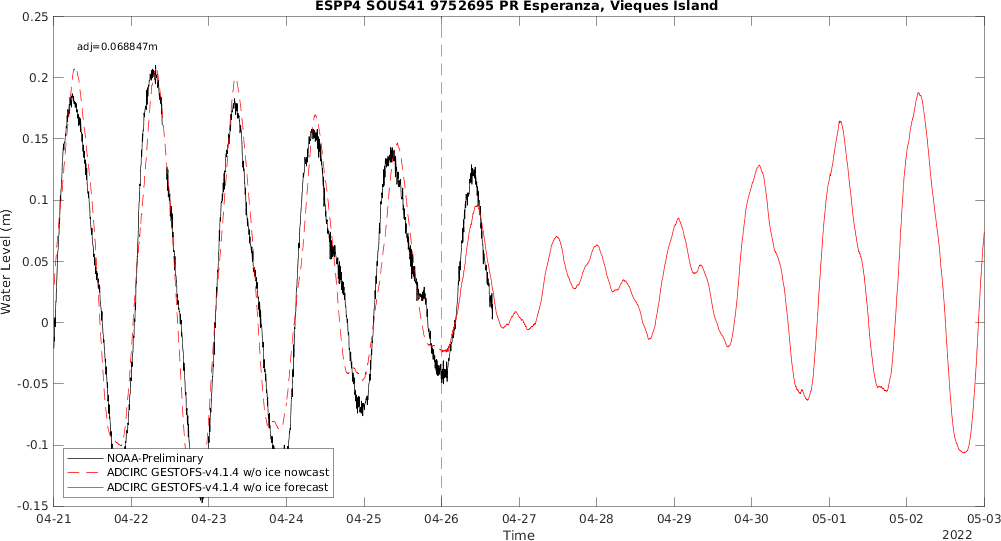 ESPP4 SOUS41 9752695 PR Esperanza, Vieques Island
0.25
adj=0.068847m
0.2
0.15
0.1
0.05
0
-0.05
-0.1
-0.15
Water Level (m)
NOAA-Preliminary
ADCIRC GESTOFS-v4.1.4 w/o ice nowcast
ADCIRC GESTOFS-v4.1.4 w/o ice forecast
04-21 04-22 04-23 04-24 04-25 04-26 04-27 04-28 04-29 04-30 05-01 05-02 05-03
Time
2022